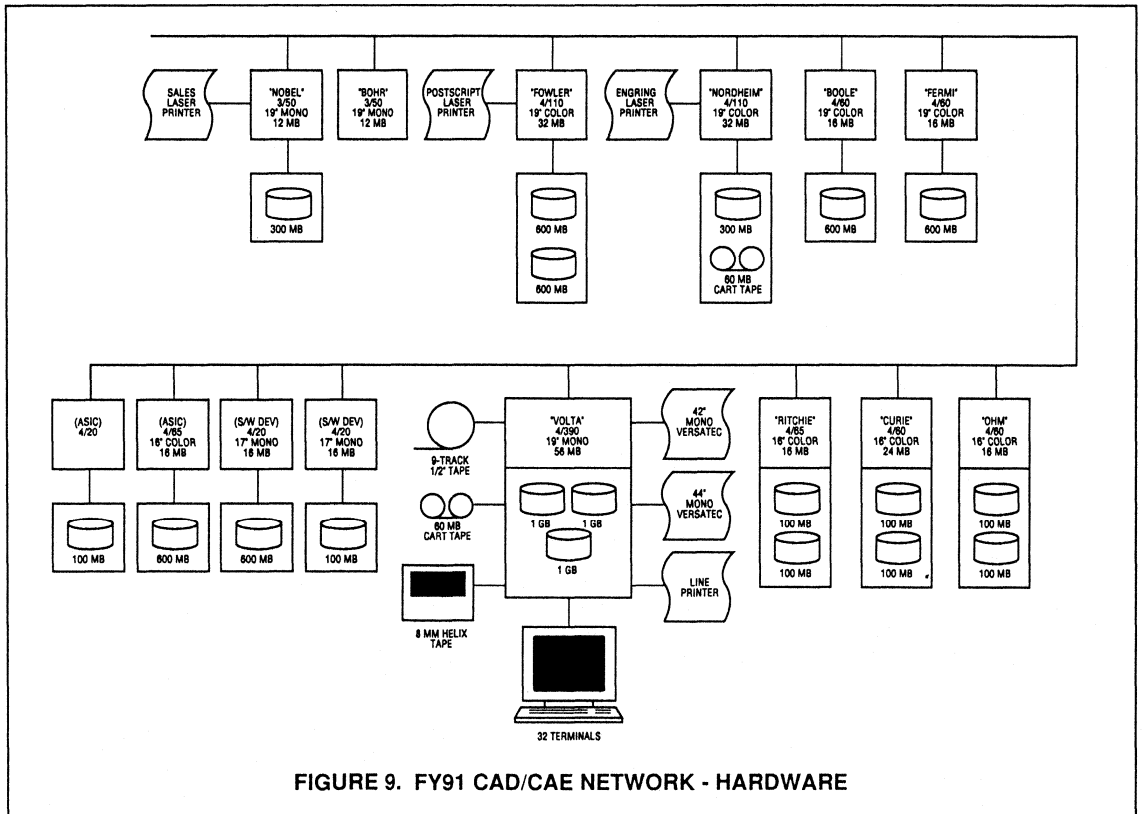 SALES
LASER
PRINTER
"NOBEL"
3/50
19" MONO
12 MB
300 MB
"BOHR"
3/50
19" MONO
12 MB
POSTSCRIPT
LASER
PRINTER
"FOWLER"
4/110
19" COLOR
32 MB
600 MB
600 MB
ENGRING
LASER
PRINTER
"NORDHEIM"
4/110
19" COLOR
32 MB
300 MB
60 MB
CART TAPE
"BOOLE"
4/60
19" COLOR
16 MB
600 MB
"FERMI"
4/60
19" COLOR
16 MB
600 MB
(ASIC)
4/20
100 MB
(ASIC)
4/65
16" COLOR
16 MB
600 MB
(S/W DEV)
4/20
17" MONO
16 MB
600 MB
(S/W DEV)
4/20
17" MONO
16 MB
100 MB
9-TRACK
1/2" TAPE
60 MB
CART TAPE
8 MM HELIX
TAPE
"VOLTA"
4/390
19" MONO
56 MB
1 GB 1 GB
1 GB
32 TERMINALS
42"
MONO
VERSATEC
44"
MONO
VERSATEC
LINE
PRINTER
"RITCHIE"
4/65
16" COLOR
16 MB
100 MB
100 MB
"CURIE"
4/60
16" COLOR
24 MB
100 MB
100 MB
"OHM"
4/60
16" COLOR
16 MB
100 MB
100 MB
FIGURE 9. FY91 CAD/CAE NETWORK - HARDWARE